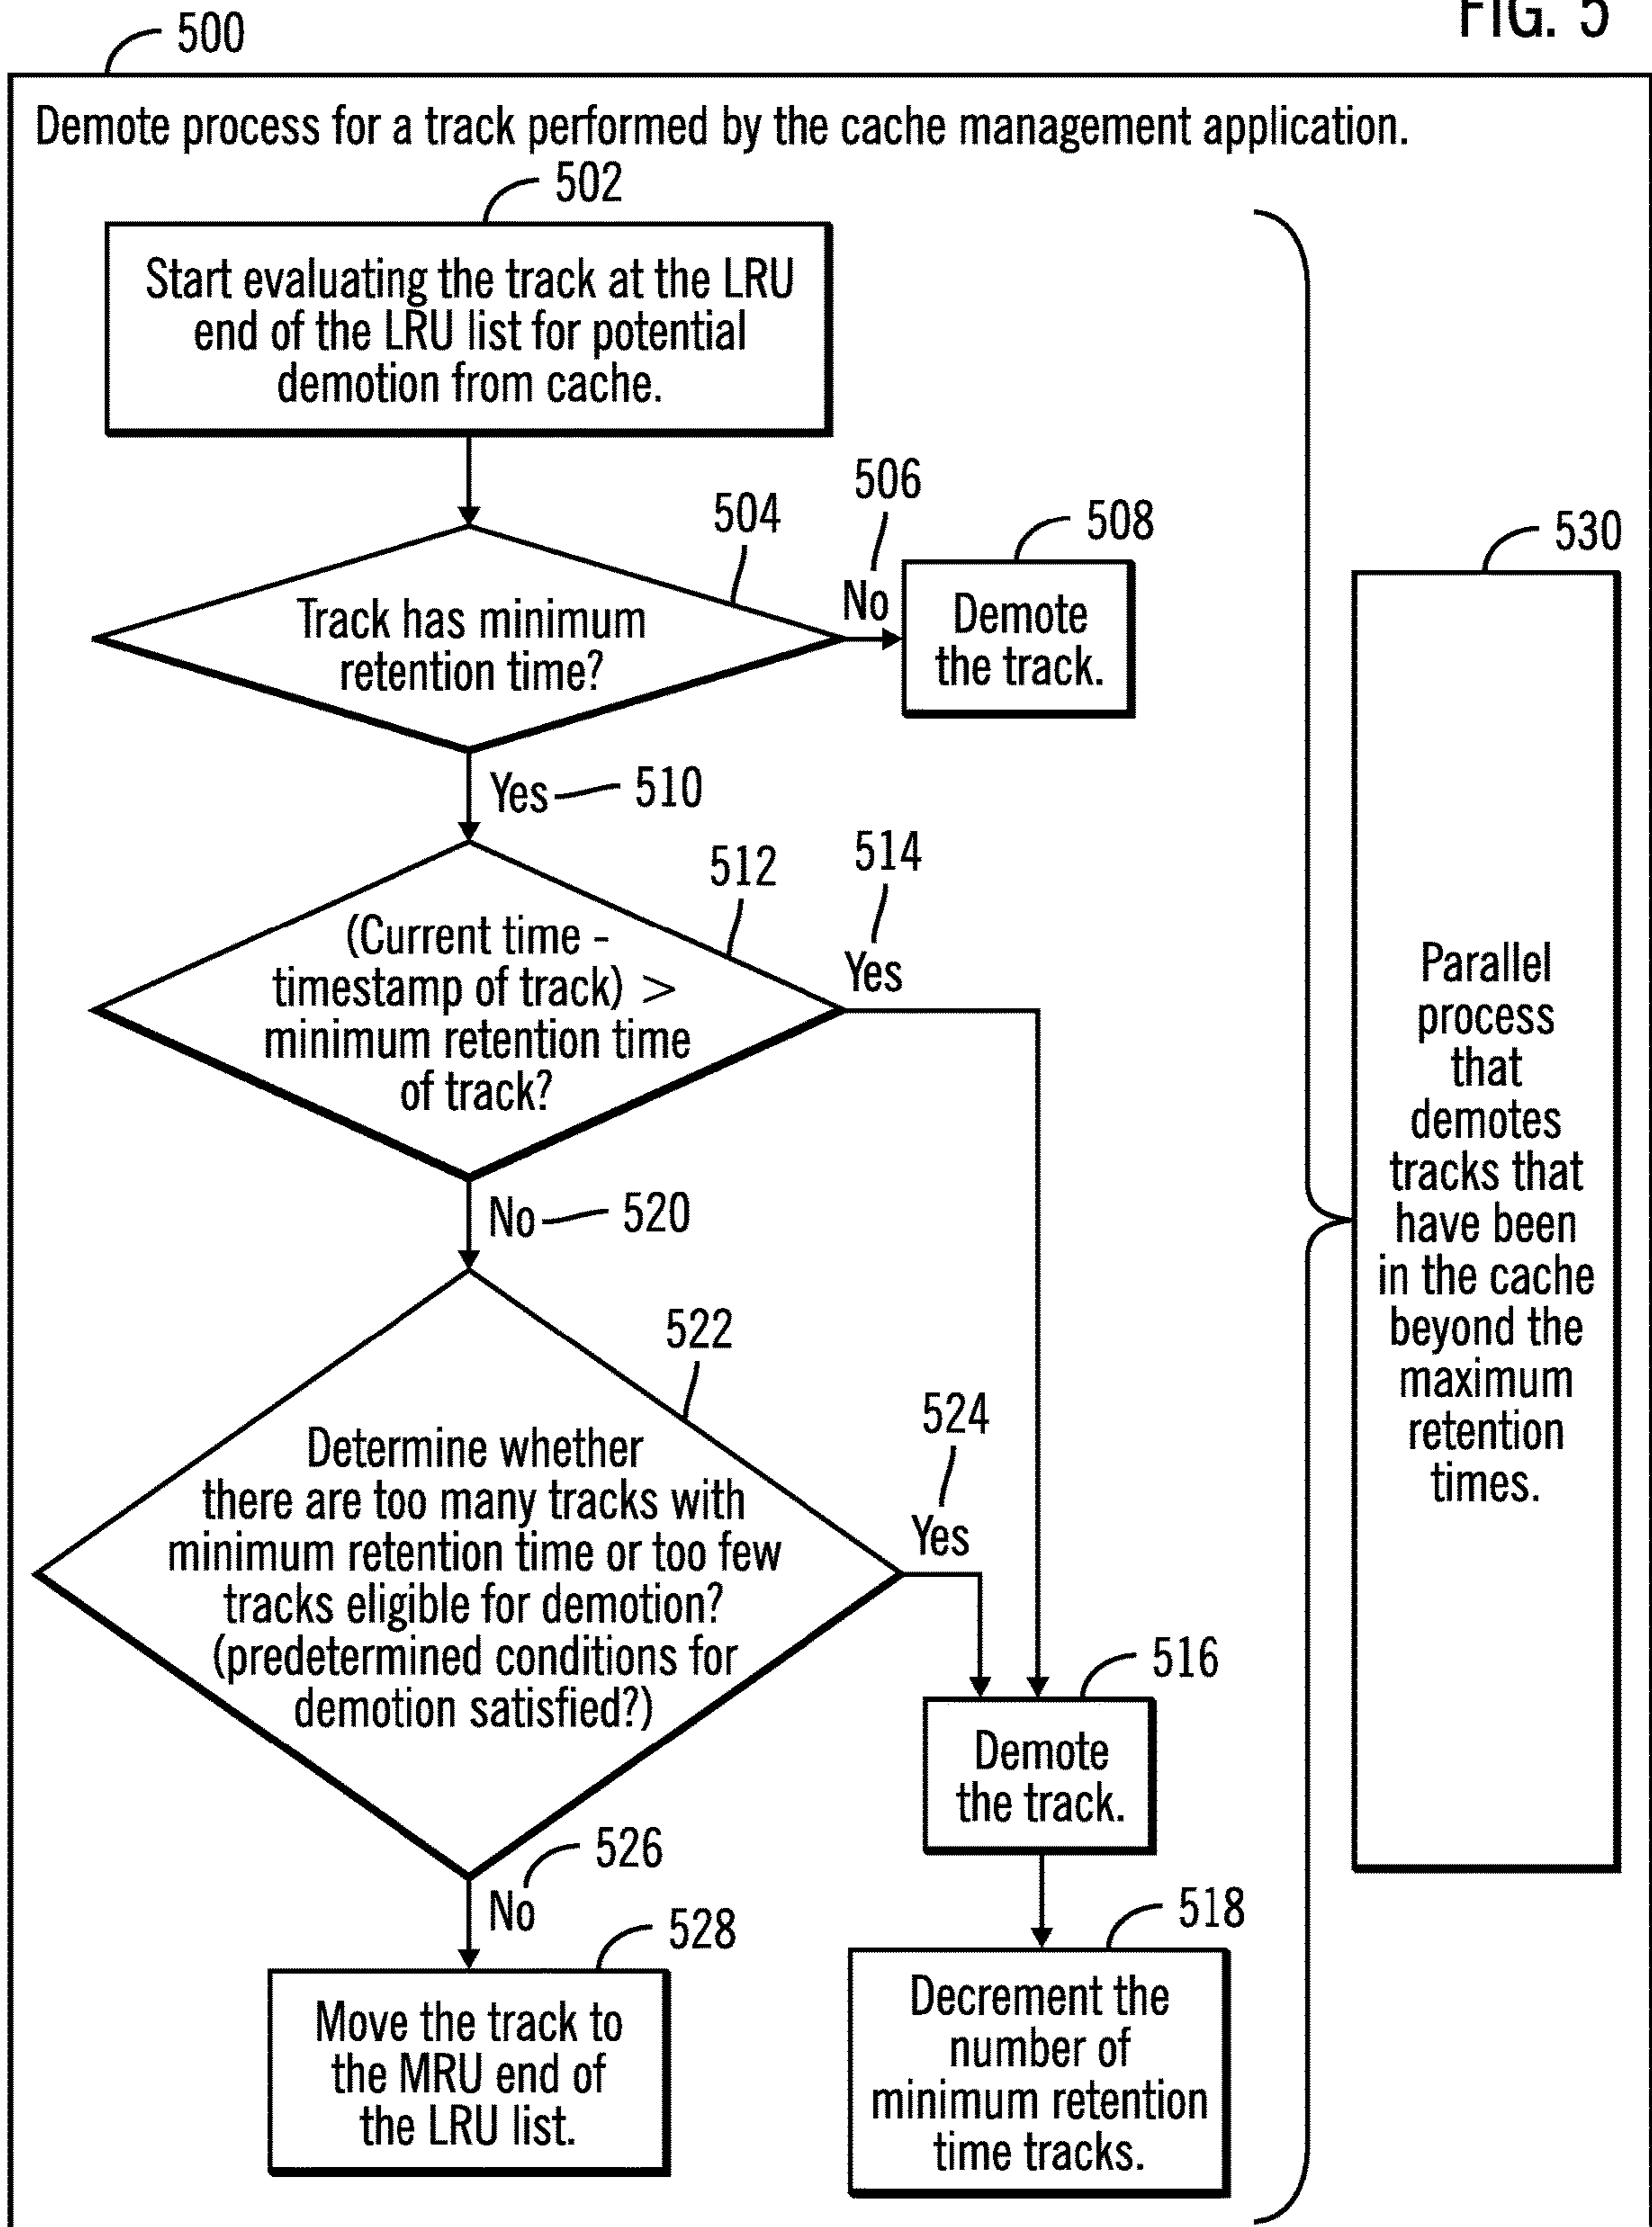 FIG. 5
500
Demote process for a track performed by the cache management application.
502
Start evaluating the track at the LRU
end of the LRU list for potential
demotion from cache.
504
Track has minimum
retention time?
506
No
508
Demote
the track.
Yes
510
512
(Current time -
timestamp of track) >
minimum retention time
of track?
514
Yes
No
520
522
Determine whether
there are too many tracks with
minimum retention time or too few
tracks eligible for demotion?
(predetermined conditions for
demotion satisfied?)
524
Yes
516
Demote
the track.
518
Decrement the
number of
minimum retention
time tracks.
526
No
528
Move the track to
the MRU end of
the LRU list.
530
Parallel
process
that
demotes
tracks that
have been
in the cache
beyond the
maximum
retention
times.